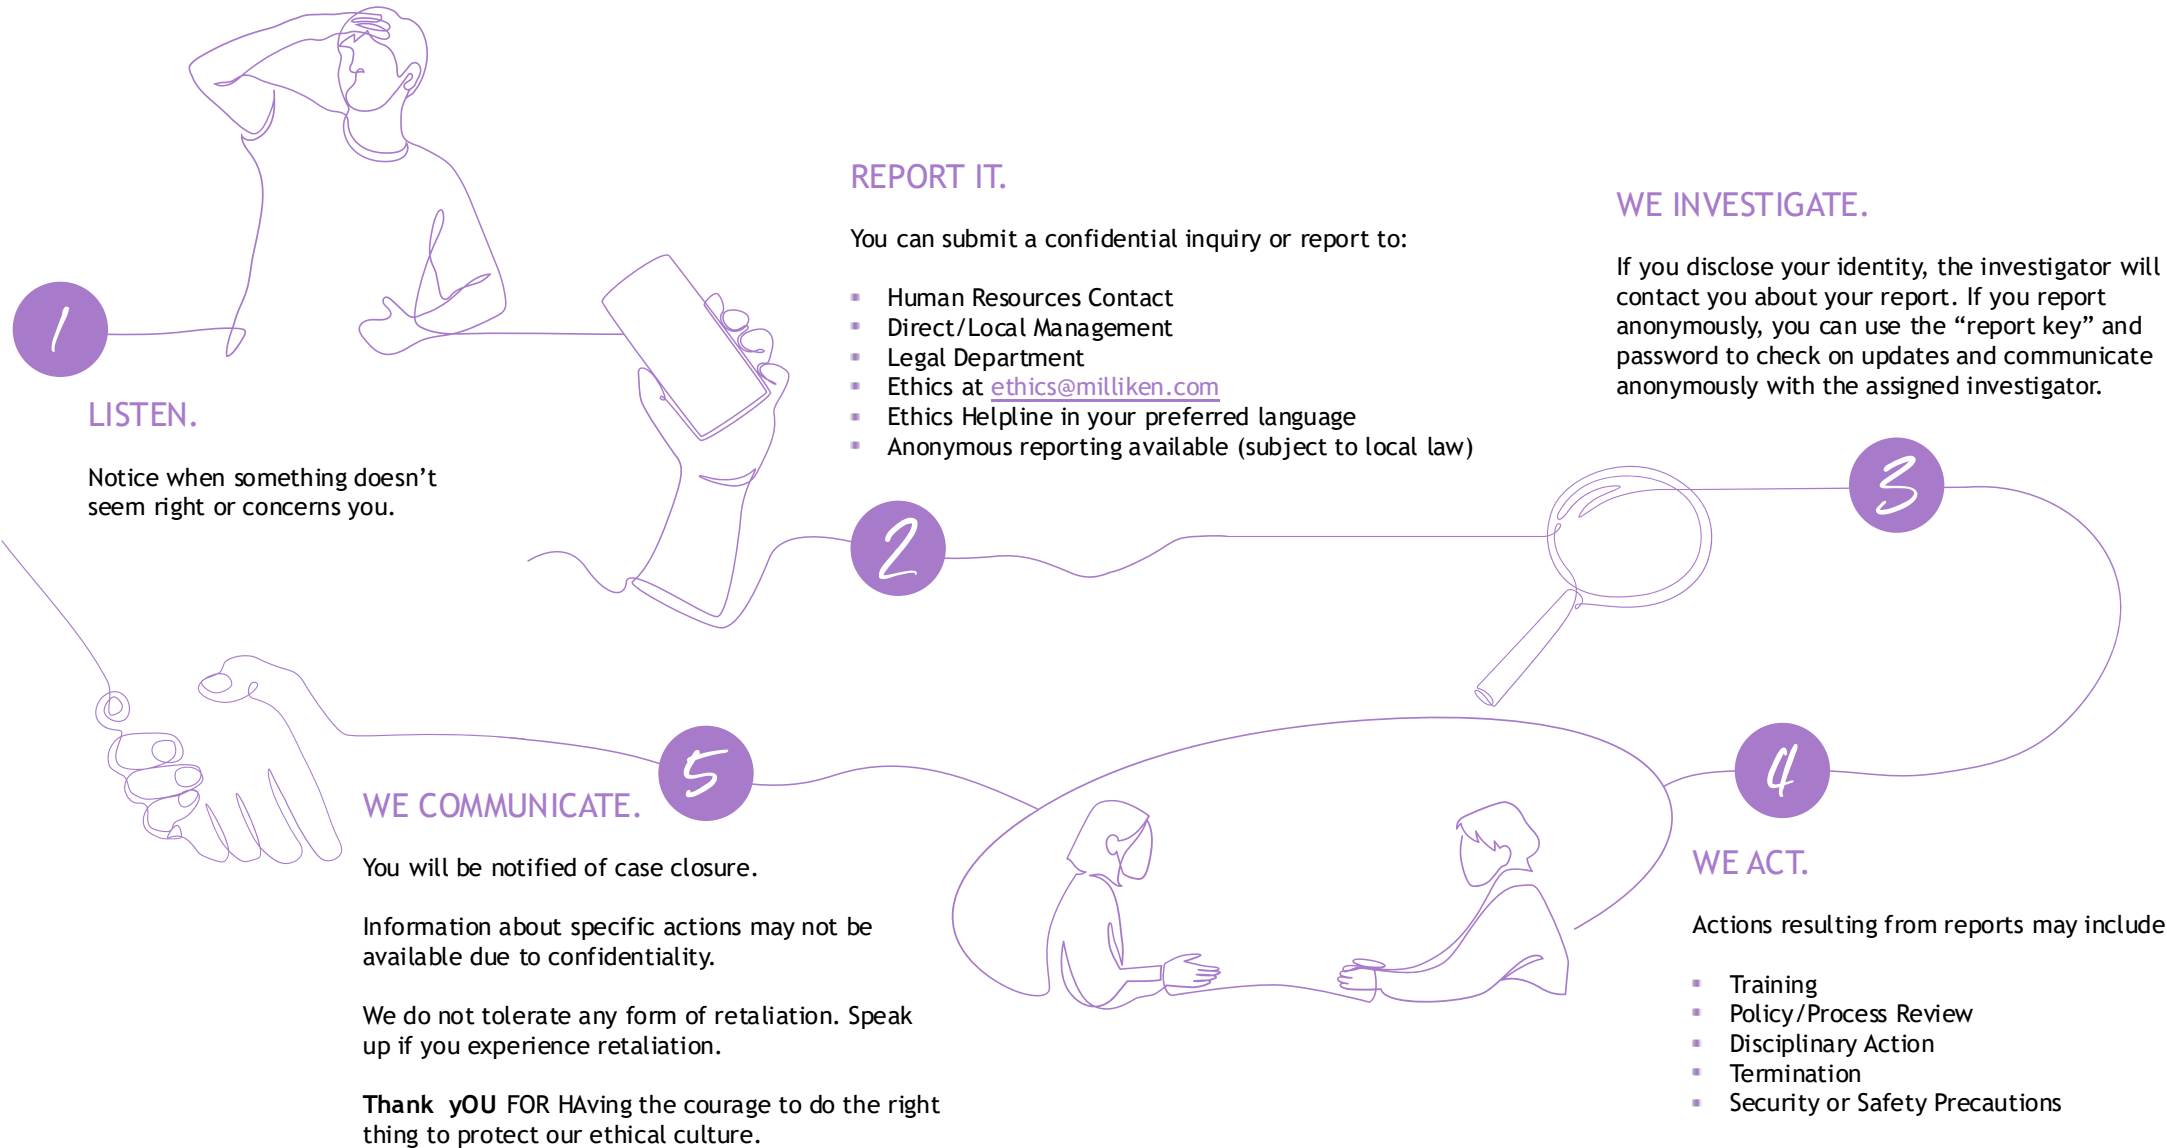 1
LISTEN.
Notice when something doesn't
seem right or concerns you.
REPORT IT.
You can submit a confidential inquiry or report to:
Human Resources Contact
Direct/Local Management
Legal Department
Ethics at ethics@milliken.com
Ethics Helpline in your preferred language
Anonymous reporting available (subject to local law)
2
WE INVESTIGATE.
If you disclose your identity, the investigator will
contact you about your report. If you report
anonymously, you can use the “report key” and
password to check on updates and communicate
anonymously with the assigned investigator.
3
4
WE ACT.
Actions resulting from reports may include
Training
Policy/Process Review
Disciplinary Action
Termination
Security or Safety Precautions
5
WE COMMUNICATE.
You will be notified of case closure.
Information about specific actions may not be
available due to confidentiality.
We do not tolerate any form of retaliation. Speak
up if you experience retaliation.
Thank yOU FOR HAving the courage to do the right
thing to protect our ethical culture.